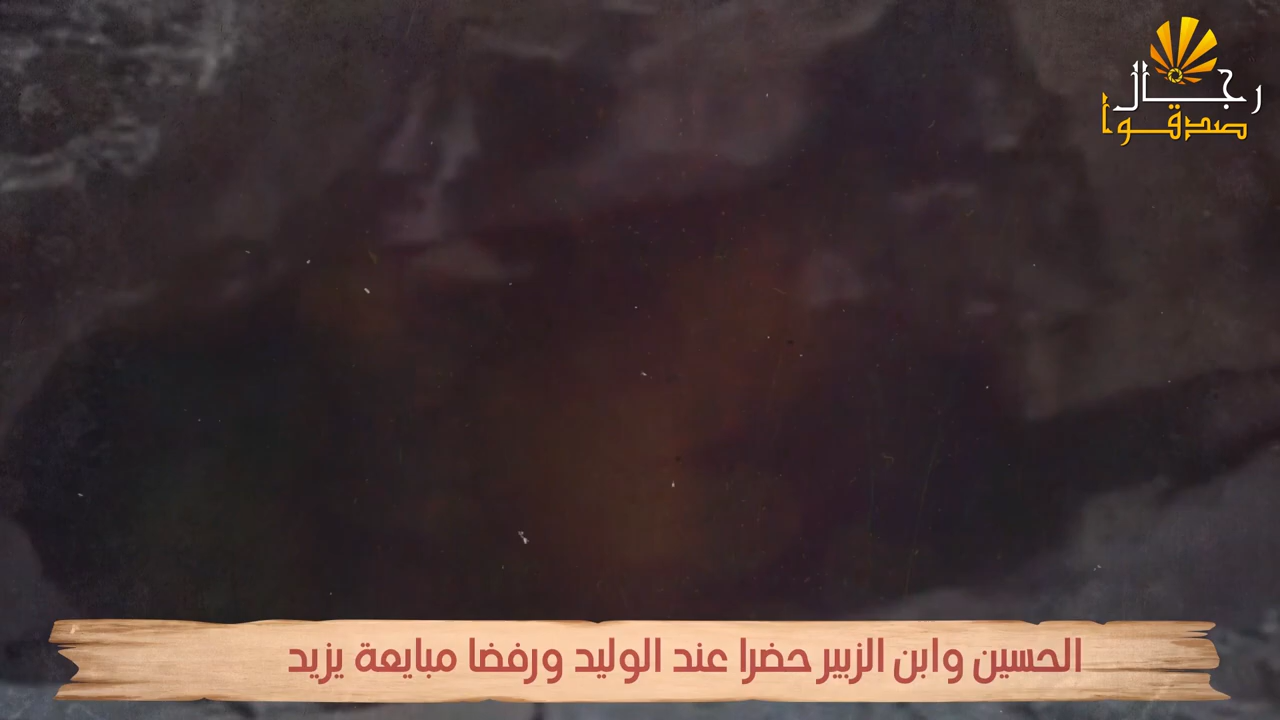 رجال
صدقوا
الحسين وابن الزبير حضرا عند الوليد ورفضا مبايعة يزيد